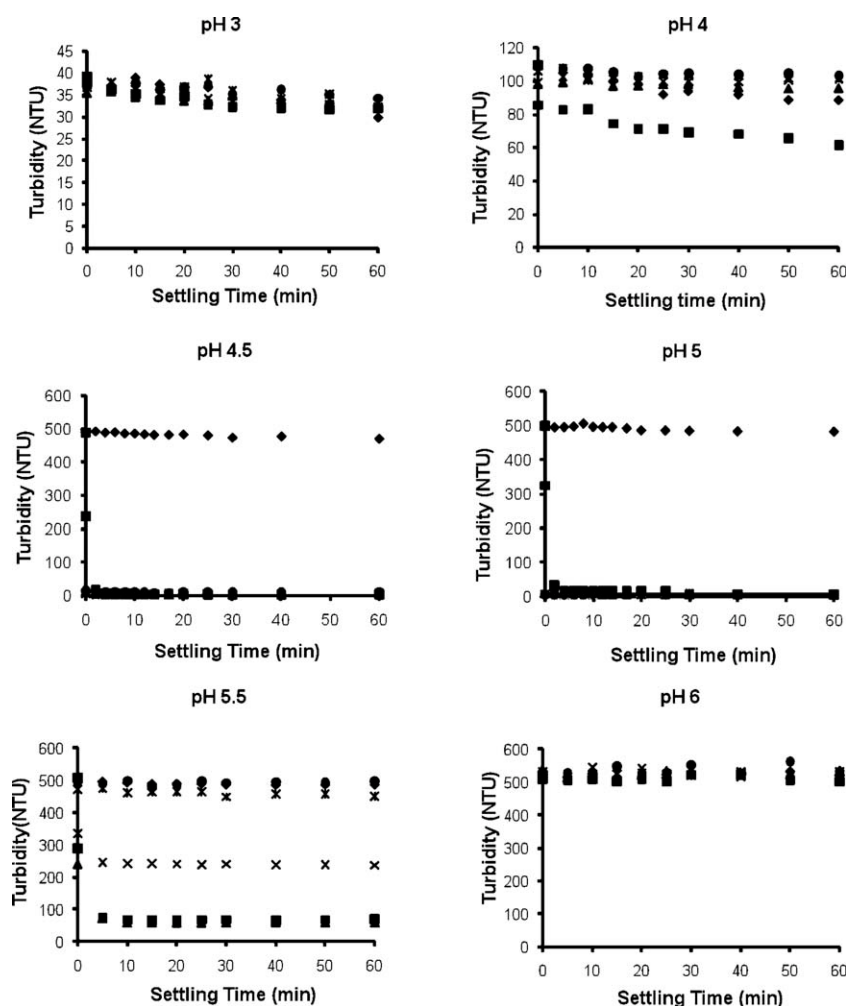 pH 3
45
40
35
30
25
20
15
10
5
0
Turbidity (NTU)
0 10 20 30 40 50 60
Settling Time (min)
pH 4
120
100
80
60
40
20
0
Turbidity (NTU)
0 10 20 30 40 50 60
Settling time (min)
pH 4.5
600
500
400
300
200
100
0
Turbidity (NTU)
0 10 20 30 40 50 60
Settling Time (min)
pH 5
600
500
400
300
200
100
0
Turbidity (NTU)
0 10 20 30 40 50 60
Settling Time (min)
pH 5.5
600
500
400
300
200
100
0
Turbidity(NTU)
0 10 20 30 40 50 60
Settling Time (min)
pH 6
600
500
400
300
200
100
0
Turbidity (NTU)
0 10 20 30 40 50 60
Settling Time (min)